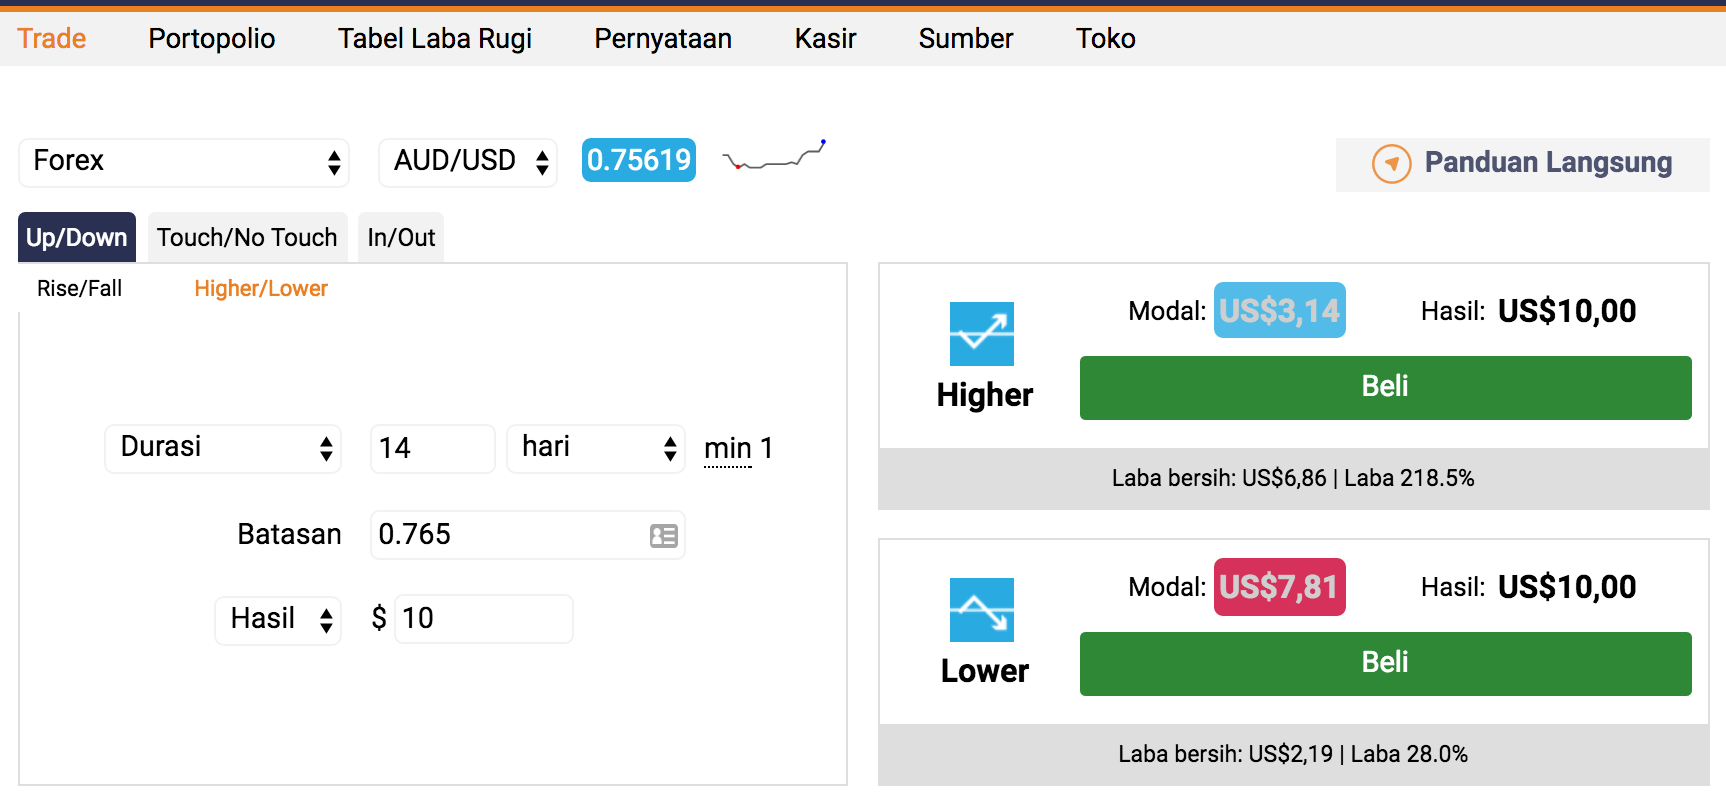 Trade Portopolio Tabel Laba Rugi Pernyataan Kasir Sumber Toko
Forex AUD/USD 0.75619 Panduan Langsung
Up/Down Touch/No Touch In/Out
Rise/Fall Higher/Lower
Durasi 14 hari min 1
Batasan 0.765
Hasil $ 10
Modal: US$3,14 Hasil: US$10,00
Higher Beli
Laba bersih: US$6,86 | Laba 218.5%
Modal: US$7,81 Hasil: US$10,00
Lower Beli
Laba bersih: US$2,19 | Laba 28.0%